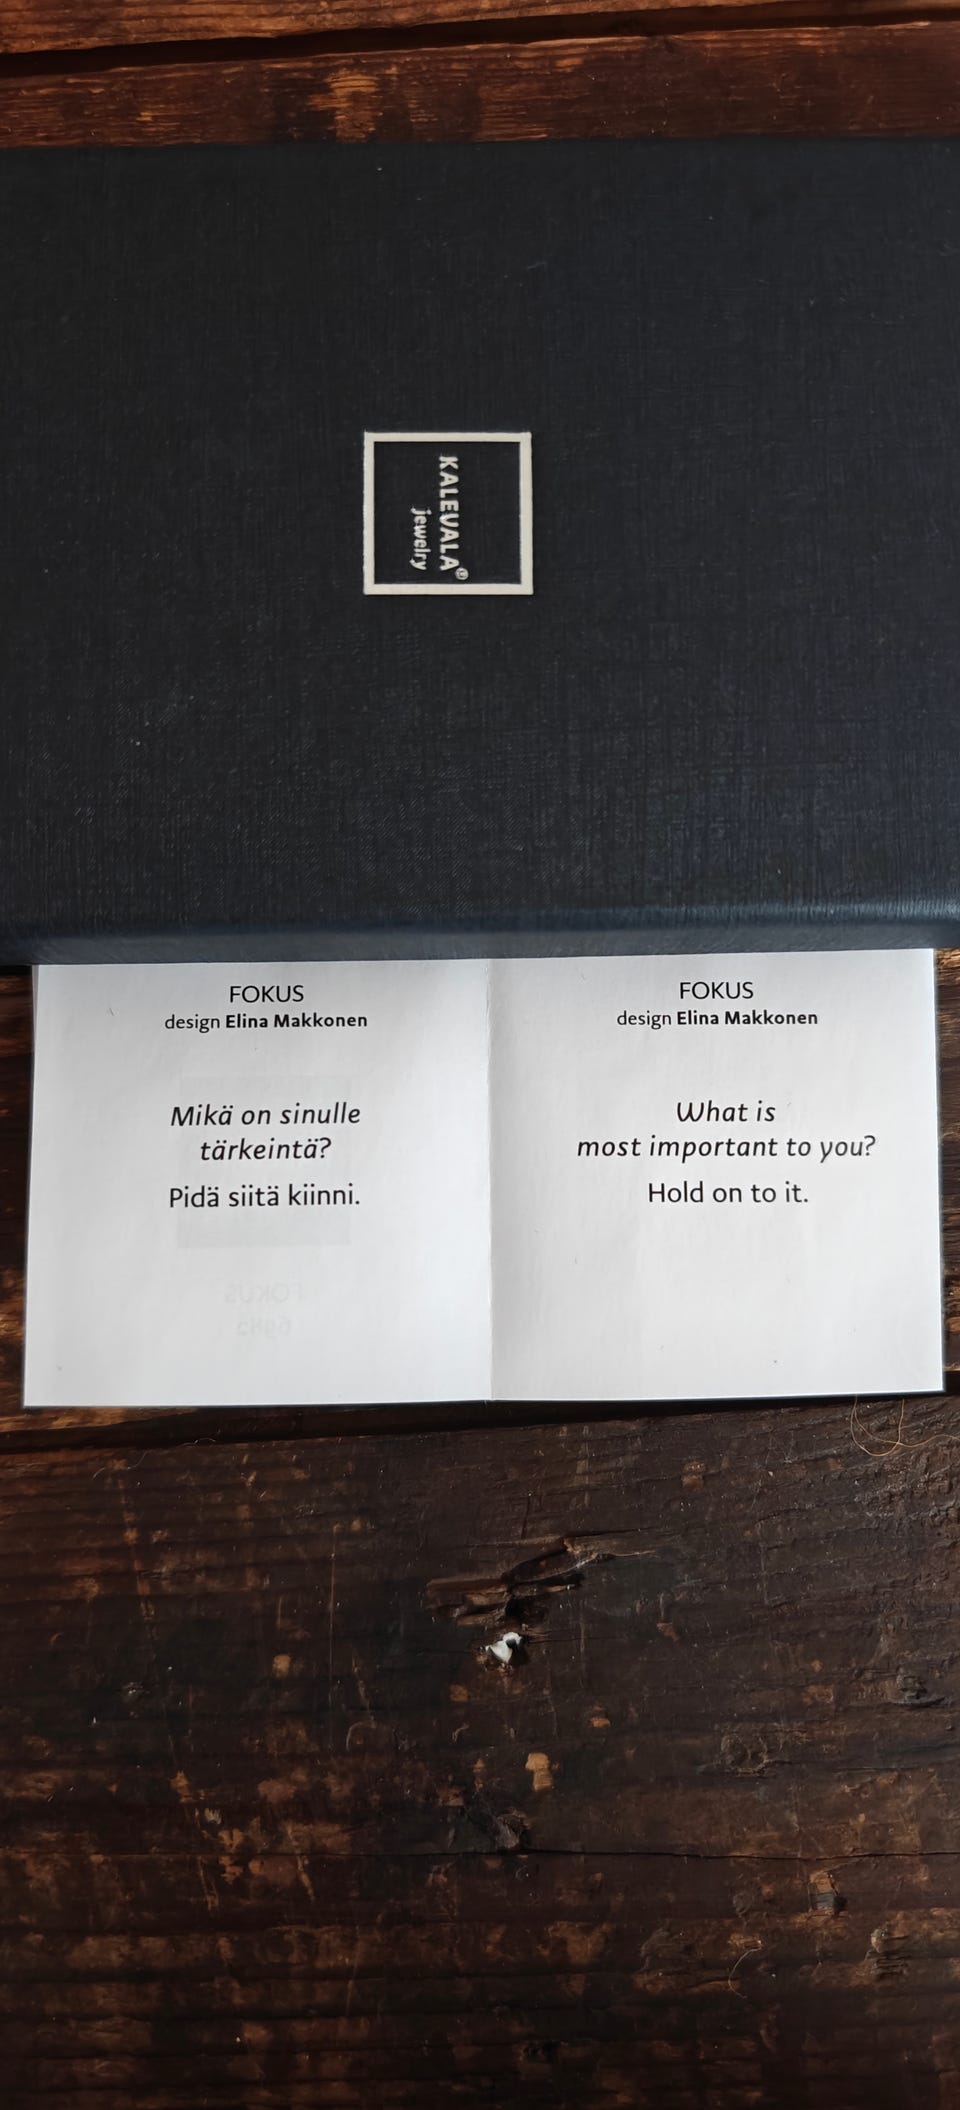 KALEVALA®
jewelry
FOKUS
design Elina Makkonen
Mikä on sinulle
tärkeintä?
Pidä siitä kiinni.
FOKUS
design Elina Makkonen
What is
most important to you?
Hold on to it.
FOKUS